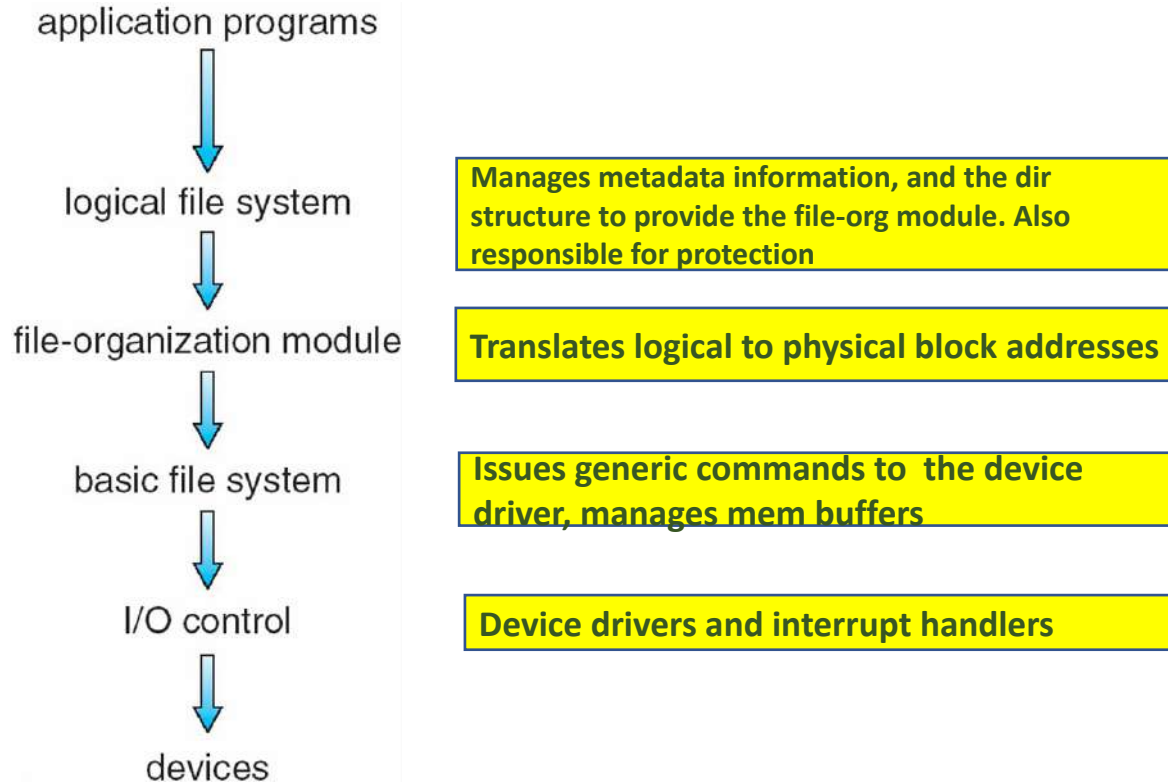 application programs
logical file system
Manages metadata information, and the dir
structure to provide the file-org module. Also
responsible for protection
file-organization module
Translates logical to physical block addresses
basic file system
Issues generic commands to the device
driver, manages mem buffers
I/O control
Device drivers and interrupt handlers
devices